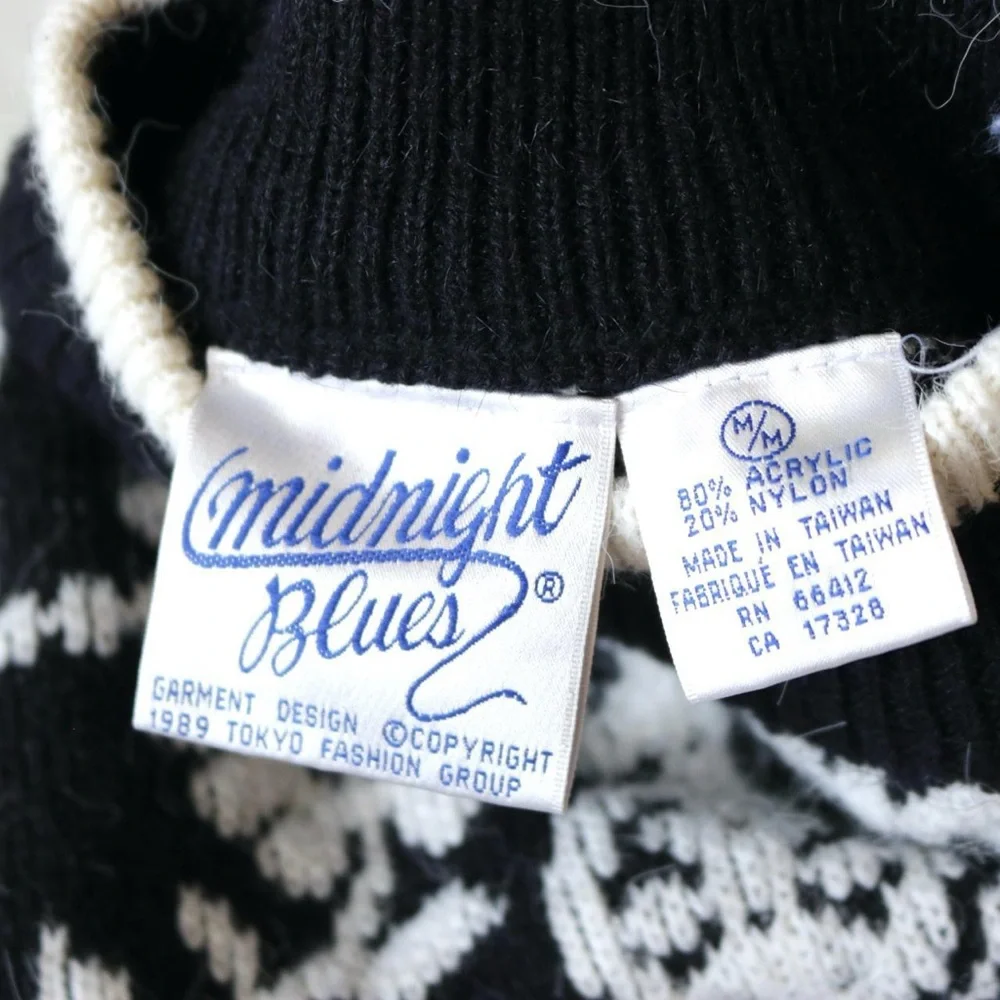 midnight
Blues®
GARMENT DESIGN ©COPYRIGHT
1989 TOKYO FASHION GROUP
M/M
80% ACRYLIC
20% NYLON
MADE IN TAIWAN
FABRIQUÉ EN TAIWAN
RN 66412
CA 17328